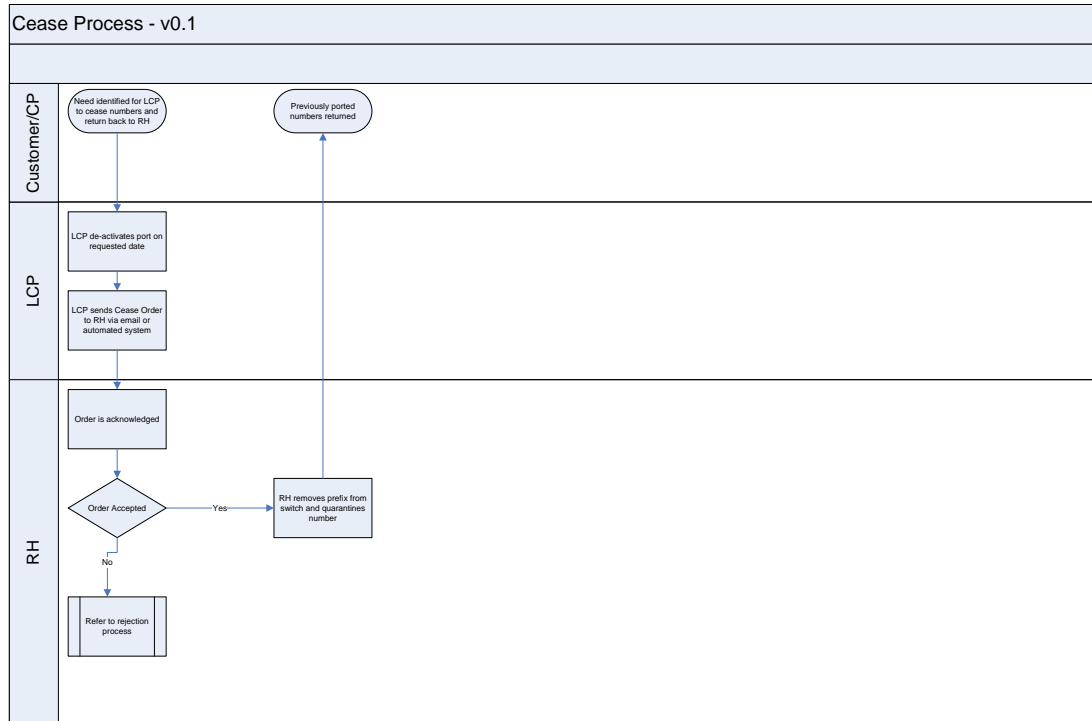 Cease Process - v0.1
Customer/CP
Need identified for LCP
to cease numbers and
return back to RH
Previously ported
numbers returned
LCP
LCP de-activates port on
requested date
LCP sends Cease Order
to RH via email or
automated system
RH
Order is acknowledged
Order Accepted
Yes
RH removes prefix from
switch and quarantines
number
No
Refer to rejection
process